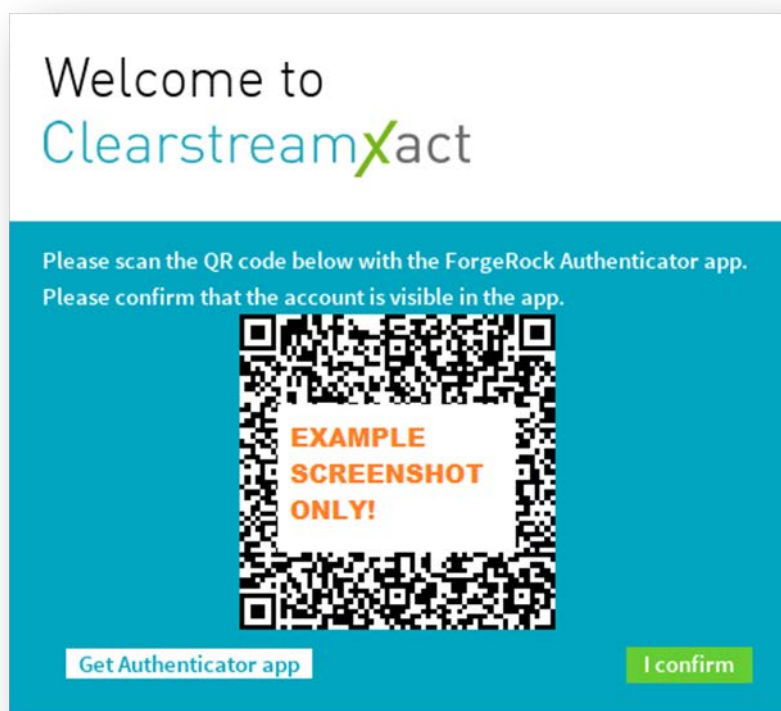 Welcome to
ClearstreamXact
Please scan the QR code below with the ForgeRock Authenticator app.
Please confirm that the account is visible in the app.
EXAMPLE
SCREENSHOT
ONLY!
Get Authenticator app
I confirm